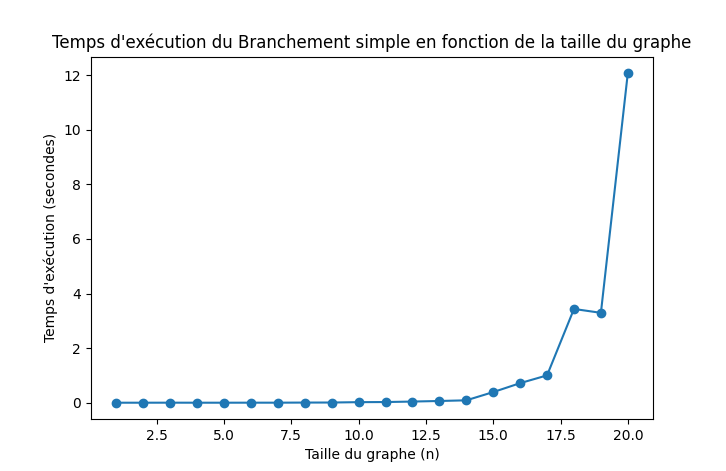 Temps d'exécution du Branchement simple en fonction de la taille du graphe
12
10
8
6
4
2
0
Temps d'exécution (secondes)
2.5 5.0 7.5 10.0 12.5 15.0 17.5 20.0
Taille du graphe (n)